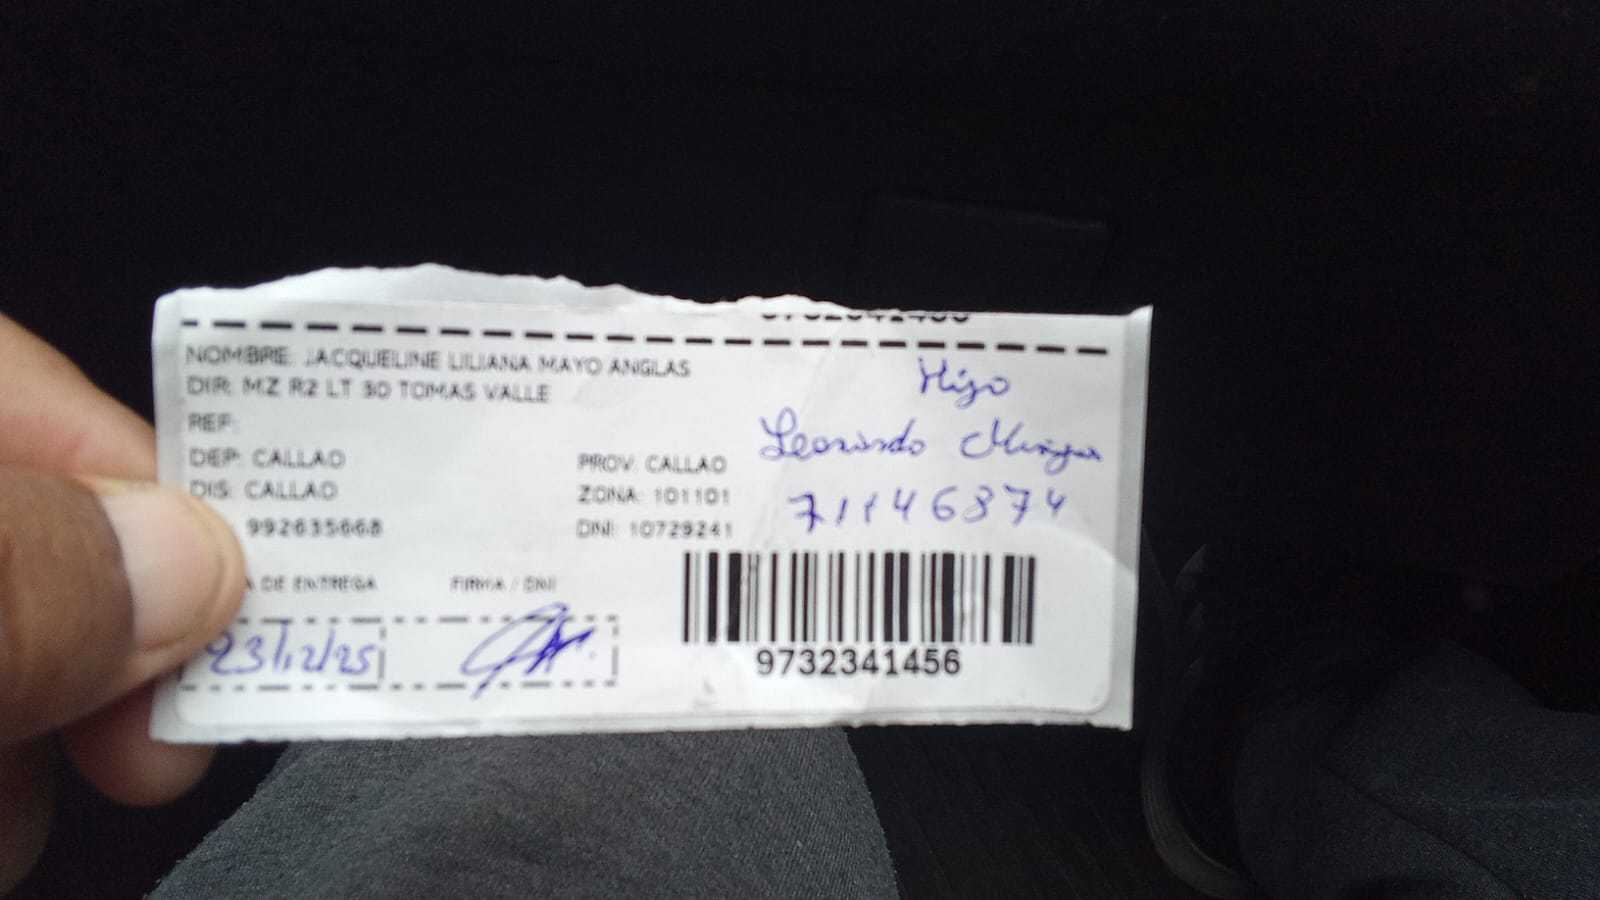 NOMBRE: JACQUELINE LILIANA MAYO ANGLAS
DIR: MZ R2 LT 30 TOMAS VALLE
REF:
DEP: CALLAO
PROV: CALLAO
DIS: CALLAO
ZONA: 101101
992635668
DNI: 10729241
Hijo
Leonardo
71146874
DE ENTREGA
FIRMA / DNI
23/12/25
9732341456